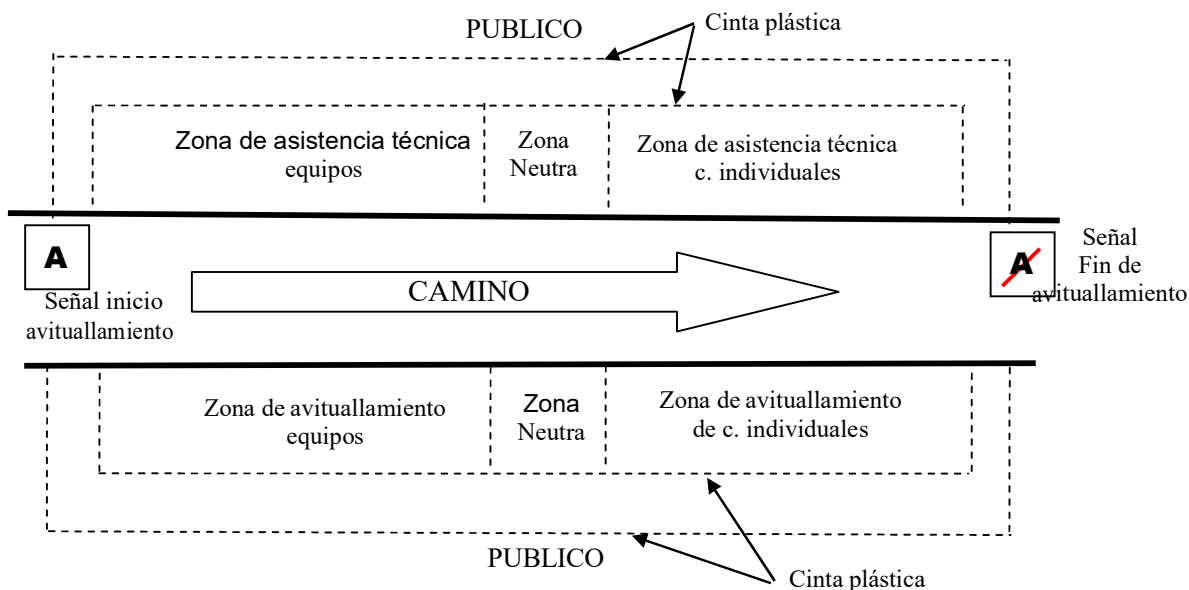 PUBLICO
Cinta plástica
Zona de asistencia técnica
equipos
Zona
Neutra
Zona de asistencia técnica
c. individuales
A
Señal inicio
avituallamiento
CAMINO
A
Señal
Fin de
avituallamiento
Zona de avituallamiento
equipos
Zona
Neutra
Zona de avituallamiento
de c. individuales
PUBLICO
Cinta plástica